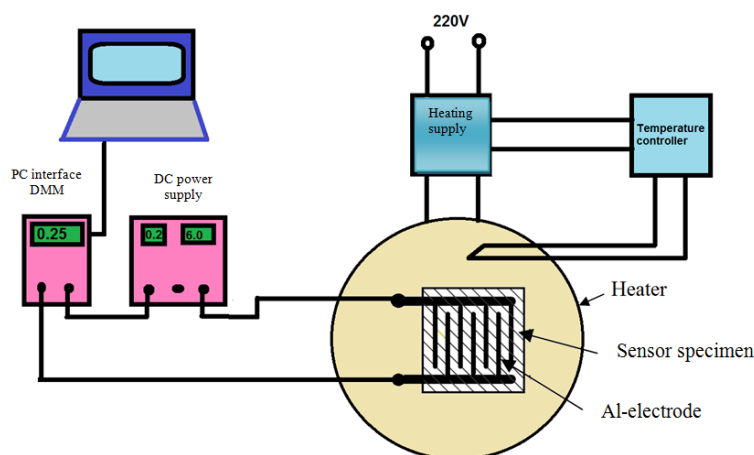 220V
Heating
supply
Temperature
controller
PC interface
DMM
DC power
supply
0.25
0.2
6.0
Heater
Sensor specimen
Al-electrode